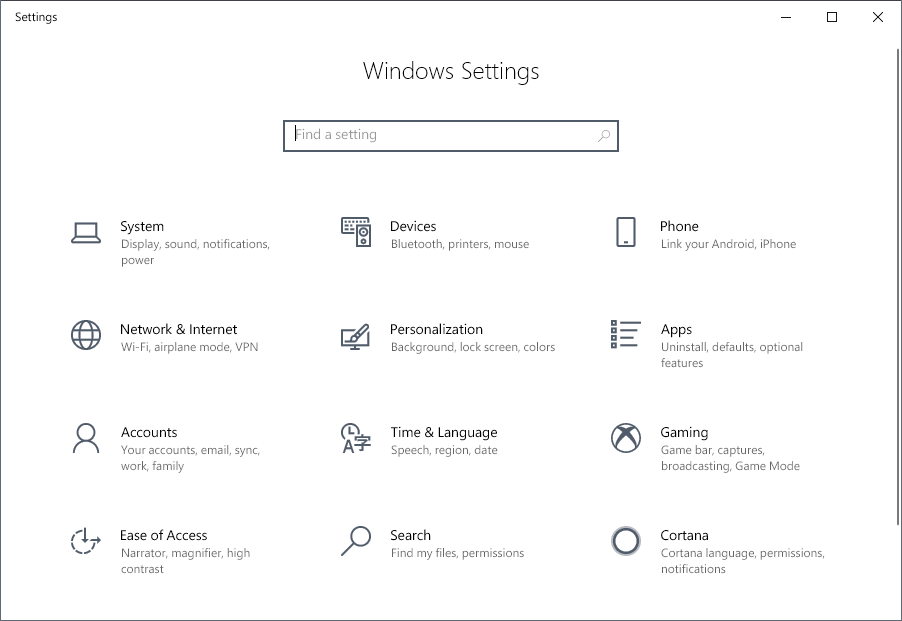 Settings
Windows Settings
Find a setting
System
Display, sound, notifications,
power
Devices
Bluetooth, printers, mouse
Phone
Link your Android, iPhone
Network & Internet
Wi-Fi, airplane mode, VPN
Personalization
Background, lock screen, colors
Apps
Uninstall, defaults, optional
features
Accounts
Your accounts, email, sync,
work, family
Time & Language
Speech, region, date
Gaming
Game bar, captures,
broadcasting, Game Mode
Ease of Access
Narrator, magnifier, high
contrast
Search
Find my files, permissions
Cortana
Cortana language, permissions,
notifications